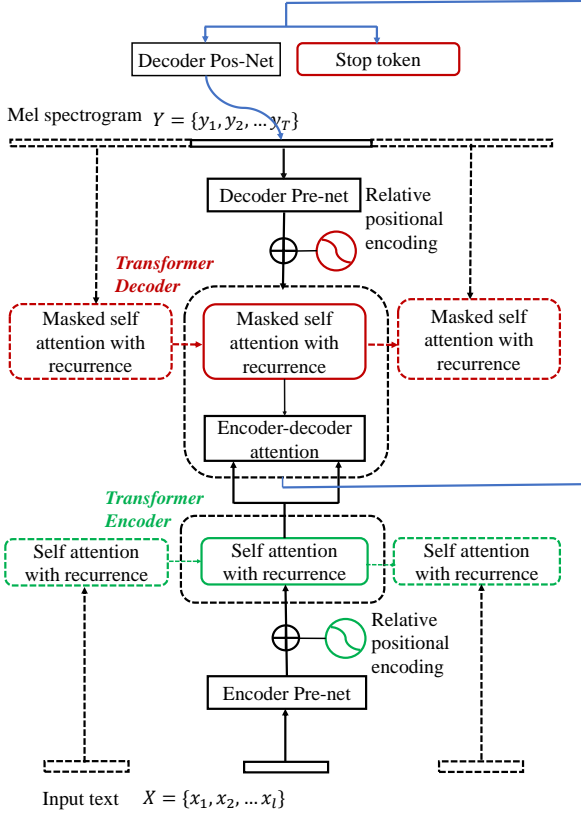 Decoder Pos-Net
Stop token
Mel spectrogram Y = {y₁, y₂, … y_T}
Decoder Pre-net
Relative
positional
encoding
Transformer
Decoder
Masked self
attention with
recurrence
Masked self
attention with
recurrence
Masked self
attention with
recurrence
Encoder-decoder
attention
Transformer
Encoder
Self attention
with recurrence
Self attention
with recurrence
Self attention
with recurrence
Relative
positional
encoding
Encoder Pre-net
Input text X = {x₁, x₂, … x_l}